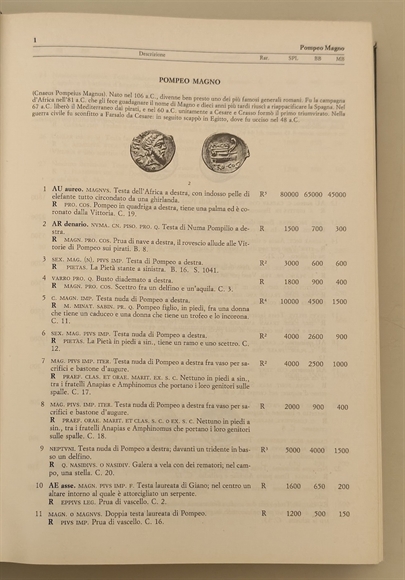 1
Pompeo Magno
Descrizione Rar. SPL BB MB
POMPEO MAGNO
(Cnaeus Pompeius Magnus). Nato nel 106 a.C., divenne ben presto uno dei più famosi generali romani. Fu le campagne
d'Africa nell'81 a.C. che gli fece guadagnare il nome di Magno e dieci anni più tardi riuscì a riappacificare la Spagna. Nel
67 a.C. liberò il Mediterraneo dai pirati, e nel 60 a.C. unitamente a Cesare e Crasso formò il primo triumvirato. Nella
guerra civile fu sconfitto a Farsalo da Cesare: in seguito scappò in Egitto, dove fu ucciso nel 48 a.C.
2
1 AU aureo. MAGNVS. Testa dell'Africa a destra, con indosso pelle di R⁵ 80000 65000 45000
elefante tutto circondato da una ghirlanda.
R PRO. COS. Pompeo in quadriga a destra, tiene una palma ed è co-
ronato dalla Vittoria. C. 19.
2 AR denario. NVMA. CN. PISO. PRO. Q. Testa di Numa Pompilio a de- R 1500 700 300
stra.
R MAGN. PRO. COS. Prua di nave a destra, il rovescio allude alle Vit-
torie di Pompeo sui pirati. B. 8.
3 SEX. MAG. (N). PIVS IMP. Testa di Pompeo a destra. R² 3000 600 600
R PIETAS. La Pietà stante a sinistra. B. 16. S. 1041.
4 VARRO PRO. Q. Busto diademato a destra. R 1800 900 400
R MAGN. PRO. COS. Scettro fra un delfino e un'aquila. C. 3.
5 C. MAGN. IMP. Testa nuda di Pompeo a destra. R⁴ 10000 4500 1500
R M. MINAT. SABIN. PR. Q. Pompeo figlio, in piedi, fra una donna
che tiene un caduceo e una donna che tiene un trofeo e lo incorona.
C. 11.
6 SEX. MAG. PIVS IMP. Testa nuda di Pompeo a destra. R² 4000 2600 900
R PIETAS. La Pietà in piedi a sin., tiene un ramo e uno scettro. C.
12.
7 MAG. PIVS IMP. ITER. Testa nuda di Pompeo a destra fra vaso per sa- R² 4000 2300 1000
crifici e bastone d'augure.
R PRAEF. CLAS. ET ORAE. MARIT. EX. S. C. Nettuno in piedi a sin.,
tra i fratelli Anapias e Amphinomus che portano i loro genitori sulle
spalle. C. 17.
8 MAG. PIVS IMP. ITER. Testa nuda di Pompeo a destra fra vaso per sa- R 2000 900 400
crifici e bastone d'augure.
R PRAEF. ORAE. MARIT. ET CLAS. S. C. O EX. S. C. Nettuno in piedi a
sin., tra i fratelli Anapias e Amphinomus che portano i loro genitori
sulle spalle. C. 18.
9 NEPTVNI. Testa nuda di Pompeo a destra; davanti un tridente in bas- R³ 5000 4000 1500
so un delfino.
R Q. NASIDIVS. O NASIDIV. Galera a vela con dei rematori; nel cam-
po, una stella. C. 20.
10 AE asse. MAGN. PIVS IMP. F. Testa laureata di Giano; nel centro un R 1600 650 200
altare intorno al quale è attorcigliato un serpente.
R EPPIVS LEG. Prua di vascello. C. 2.
11 MAGN. O MAGNVS. Doppia testa laureata di Pompeo. R 1200 500 150
R PIVS IMP. Prua di vascello. C. 16.